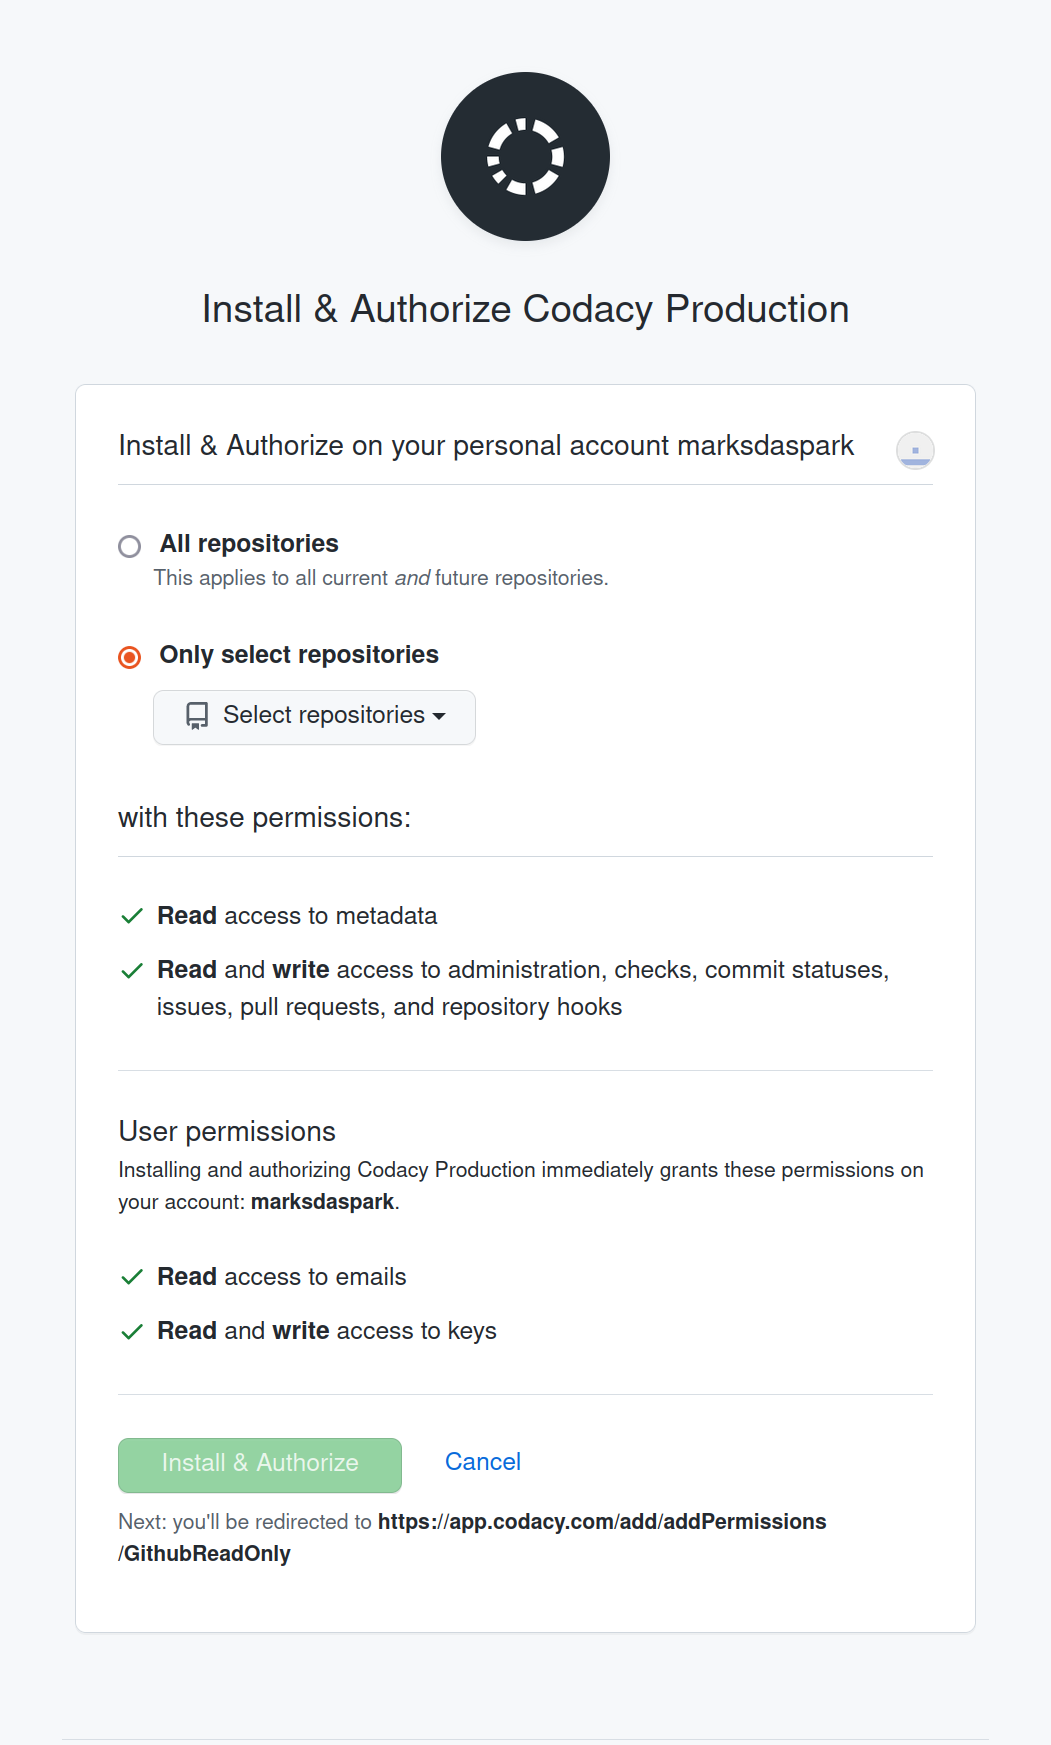 Install & Authorize Codacy Production
Install & Authorize on your personal account marksdaspark
All repositories
This applies to all current and future repositories.
Only select repositories
Select repositories
with these permissions:
Read access to metadata
Read and write access to administration, checks, commit statuses,
issues, pull requests, and repository hooks
User permissions
Installing and authorizing Codacy Production immediately grants these permissions on
your account: marksdaspark.
Read access to emails
Read and write access to keys
Install & Authorize Cancel
Next: you'll be redirected to https://app.codacy.com/add/addPermissions
/GithubReadOnly